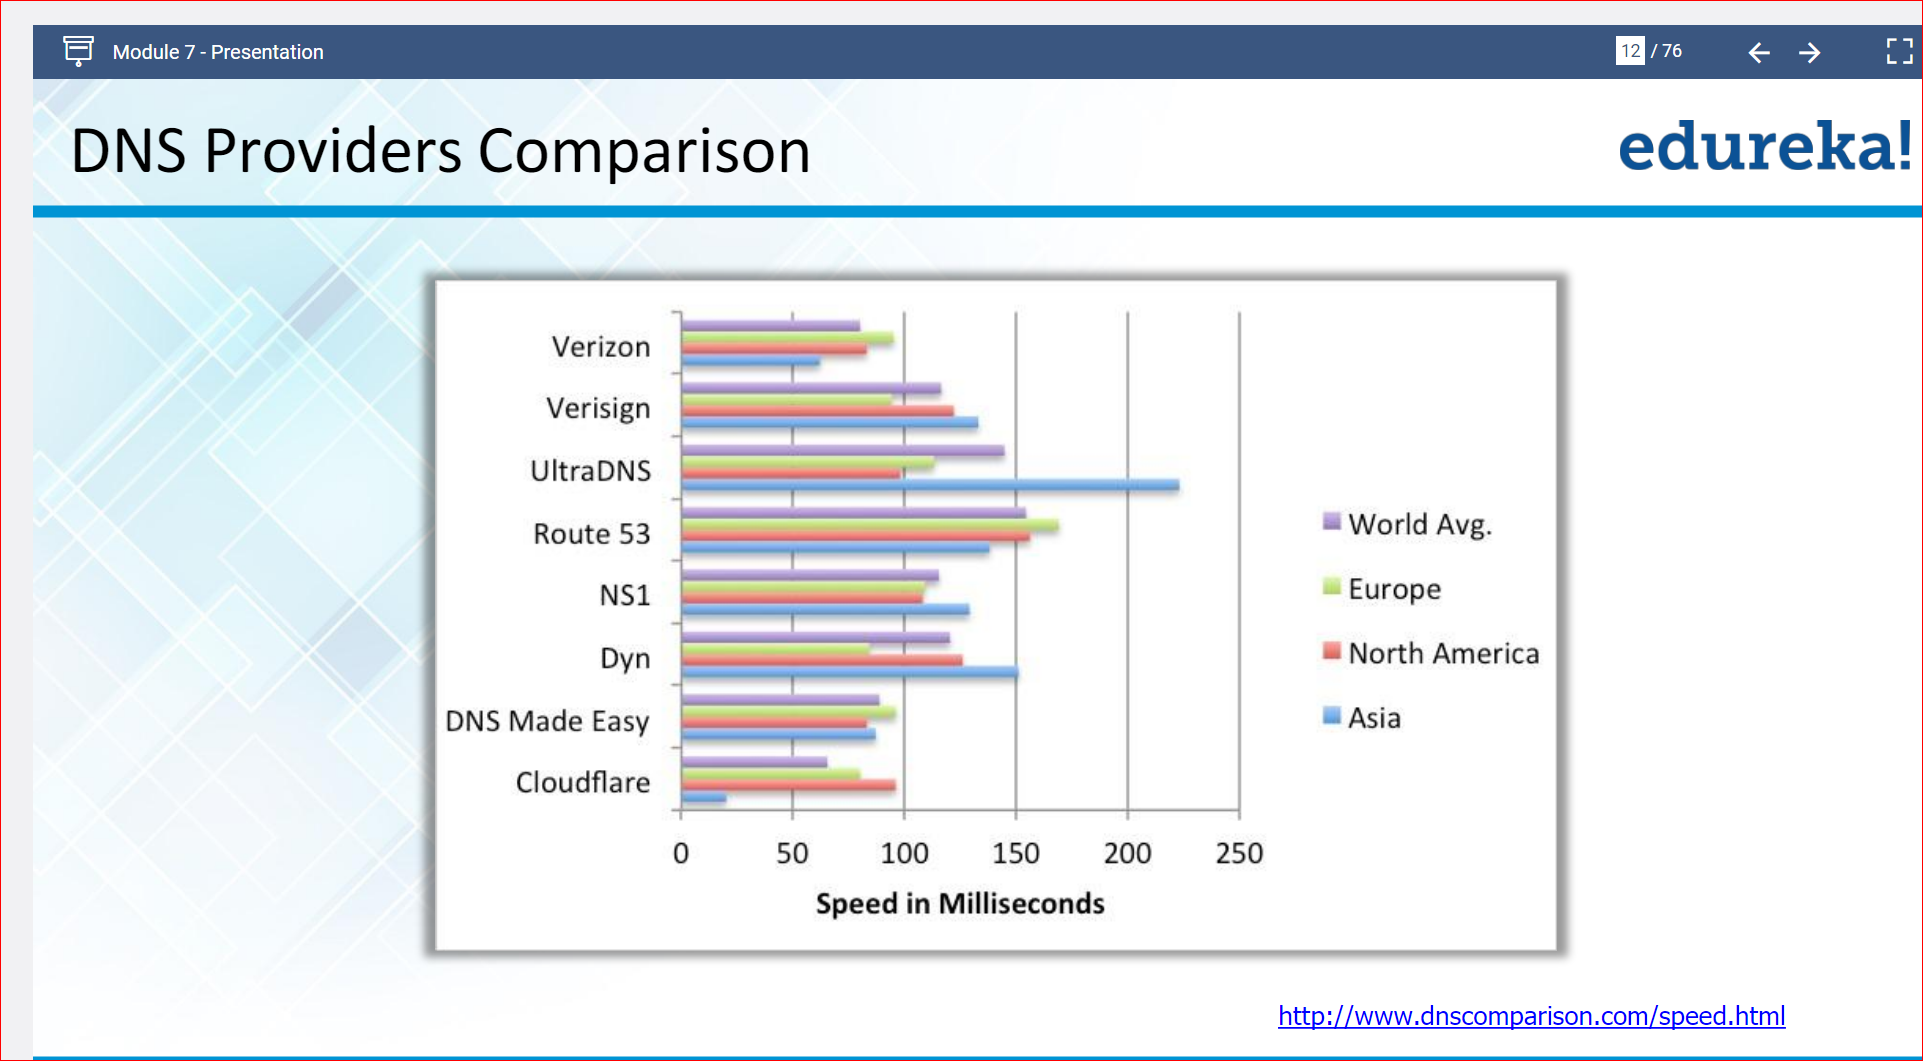 Module 7 - Presentation
12 / 76
DNS Providers Comparison
edureka!
Verizon
Verisign
UltraDNS
Route 53
NS1
Dyn
DNS Made Easy
Cloudflare
0 50 100 150 200 250
Speed in Milliseconds
World Avg.
Europe
North America
Asia
http://www.dnscomparison.com/speed.html